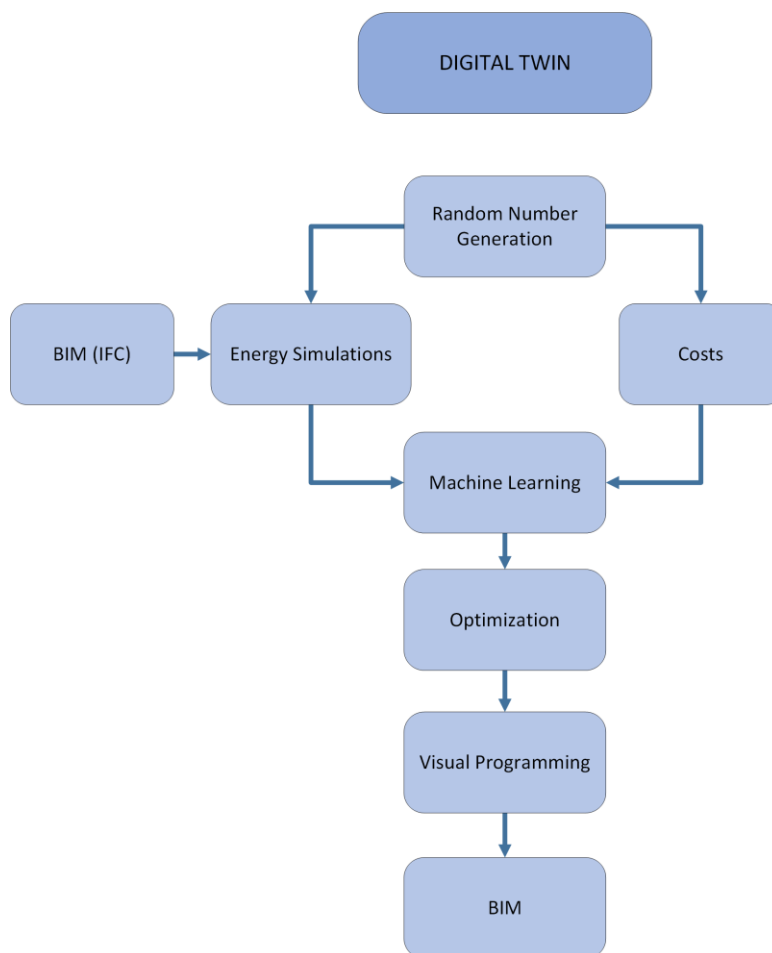 DIGITAL TWIN
Random Number
Generation
BIM (IFC)
Energy Simulations
Costs
Machine Learning
Optimization
Visual Programming
BIM